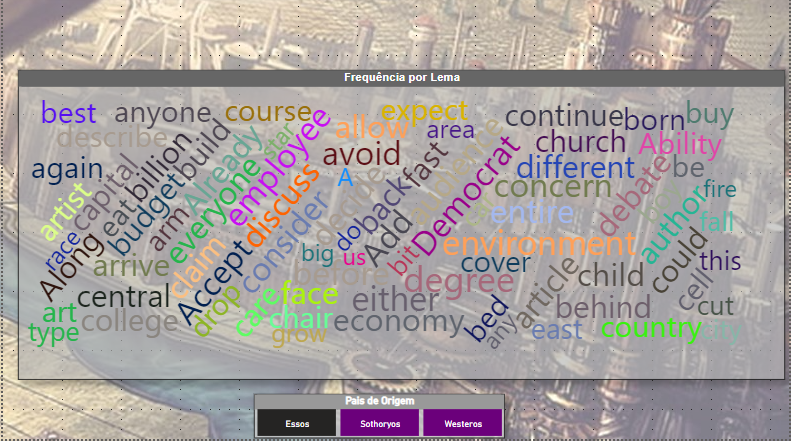 Frequência por Lema
best
anyone
course
expect
continue
born
buy
describe
star
allow
area
church
Ability
again
capital
billion
build
Already
employee
avoid
fast
different
be
artist
eat
budget
everyone
discuss
A
back
Democrat
concern
debate
fire
race
arm
consider
do
Add
entire
author
fall
Along
arrive
claim
Accept
big
us
bit
environment
could
this
before
cover
central
drop
care
face
degree
child
cell
art
college
chair
either
bed
article
behind
cut
type
grow
economy
any
east
country
city
País de Origem
Essos
Sothoryos
Westeros